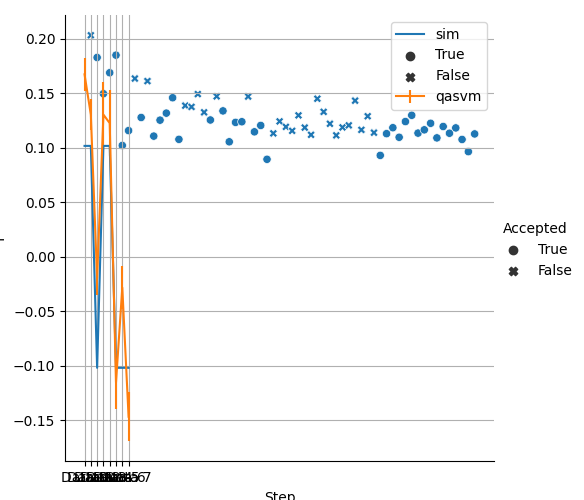 0.20
0.15
0.10
0.05
0.00
−0.05
−0.10
−0.15
sim
True
False
qasvm
Accepted
True
False
Step